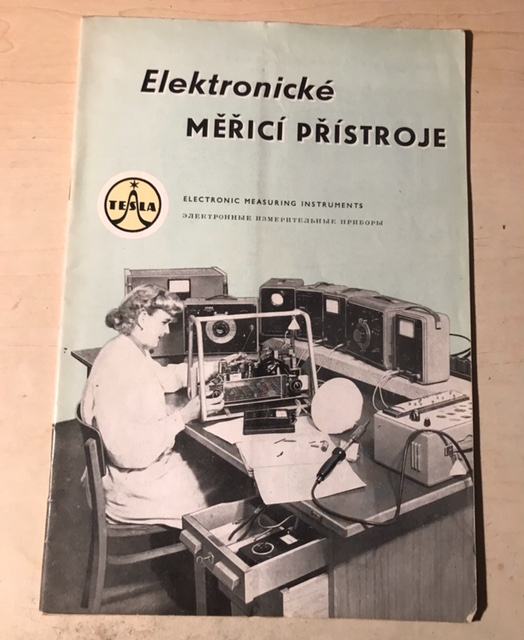 Elektronické
MĚŘICÍ PŘÍSTROJE
TESLA
ELECTRONIC MEASURING INSTRUMENTS
ЭЛЕКТРОННЫЕ ИЗМЕРИТЕЛЬНЫЕ ПРИБОРЫ